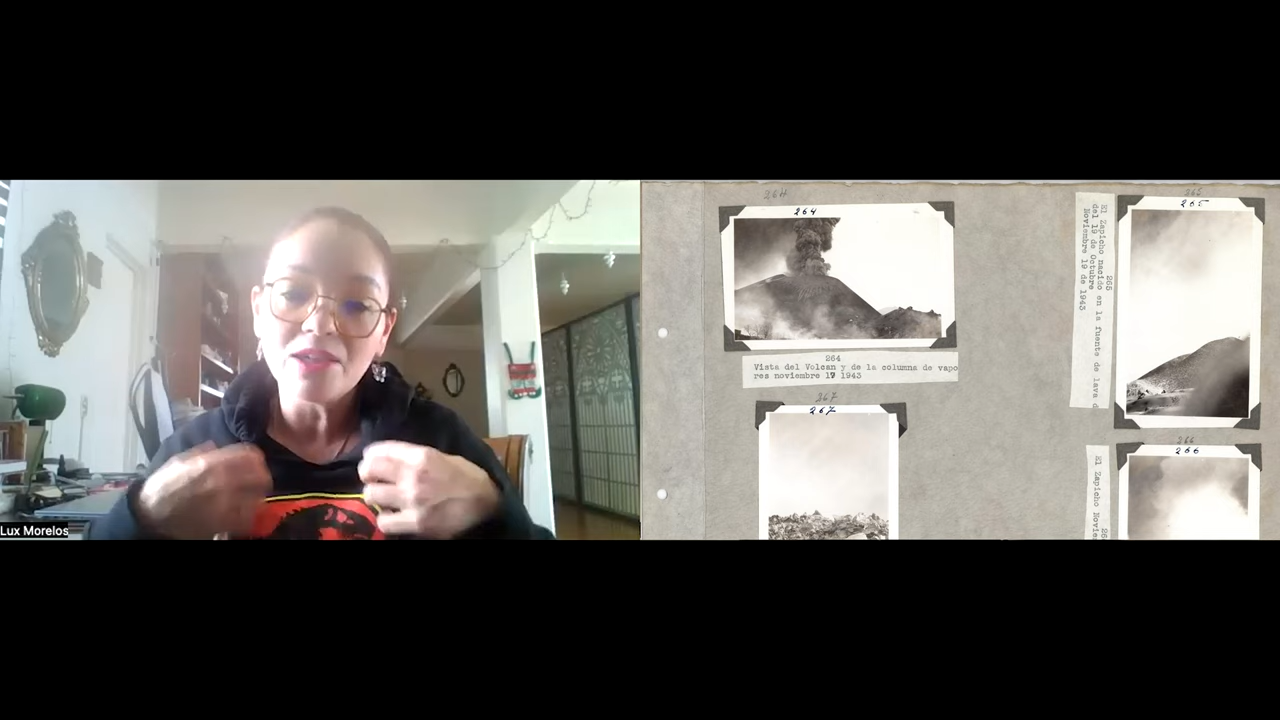 Lux Morelos
264
264
264
Vista del Volcan y de la columna de vapo
res noviembre 19 1943
267
267
265
265
265
El Zapicho nacido en la fuente de lava d
del 19 de Octubre
Noviembre 19 de 1943
266
266
El Zapicho Novie